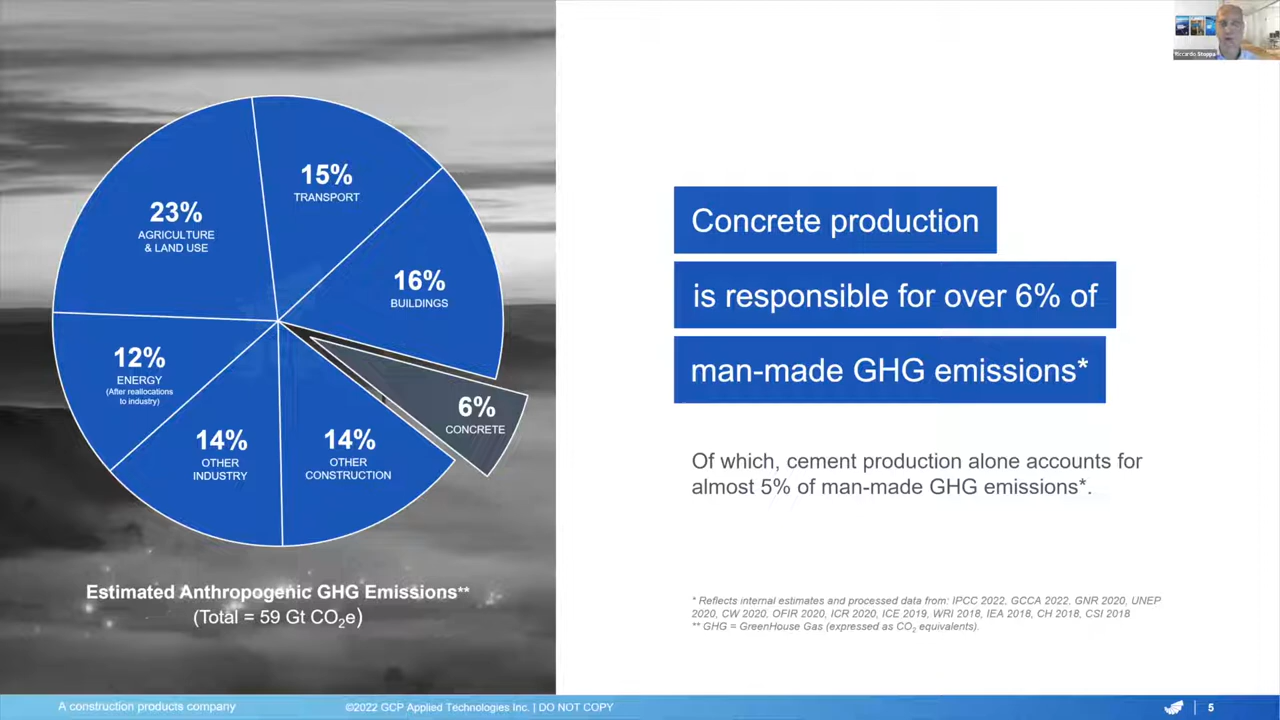 15%
TRANSPORT
23%
AGRICULTURE
& LAND USE
16%
BUILDINGS
12%
ENERGY
(After reallocations
to industry)
14%
OTHER
INDUSTRY
14%
OTHER
CONSTRUCTION
6%
CONCRETE
Estimated Anthropogenic GHG Emissions**
(Total = 59 Gt CO₂e)
Riccardo Stoppa
Concrete production
is responsible for over 6% of
man-made GHG emissions*
Of which, cement production alone accounts for
almost 5% of man-made GHG emissions*.
* Reflects internal estimates and processed data from: IPCC 2022, GCCA 2022, GNR 2020, UNEP
2020, CW 2020, OFIR 2020, ICR 2020, ICE 2019, WRI 2018, IEA 2018, CH 2018, CSI 2018
** GHG = GreenHouse Gas (expressed as CO₂ equivalents).
A construction products company
©2022 GCP Applied Technologies Inc. | DO NOT COPY
5